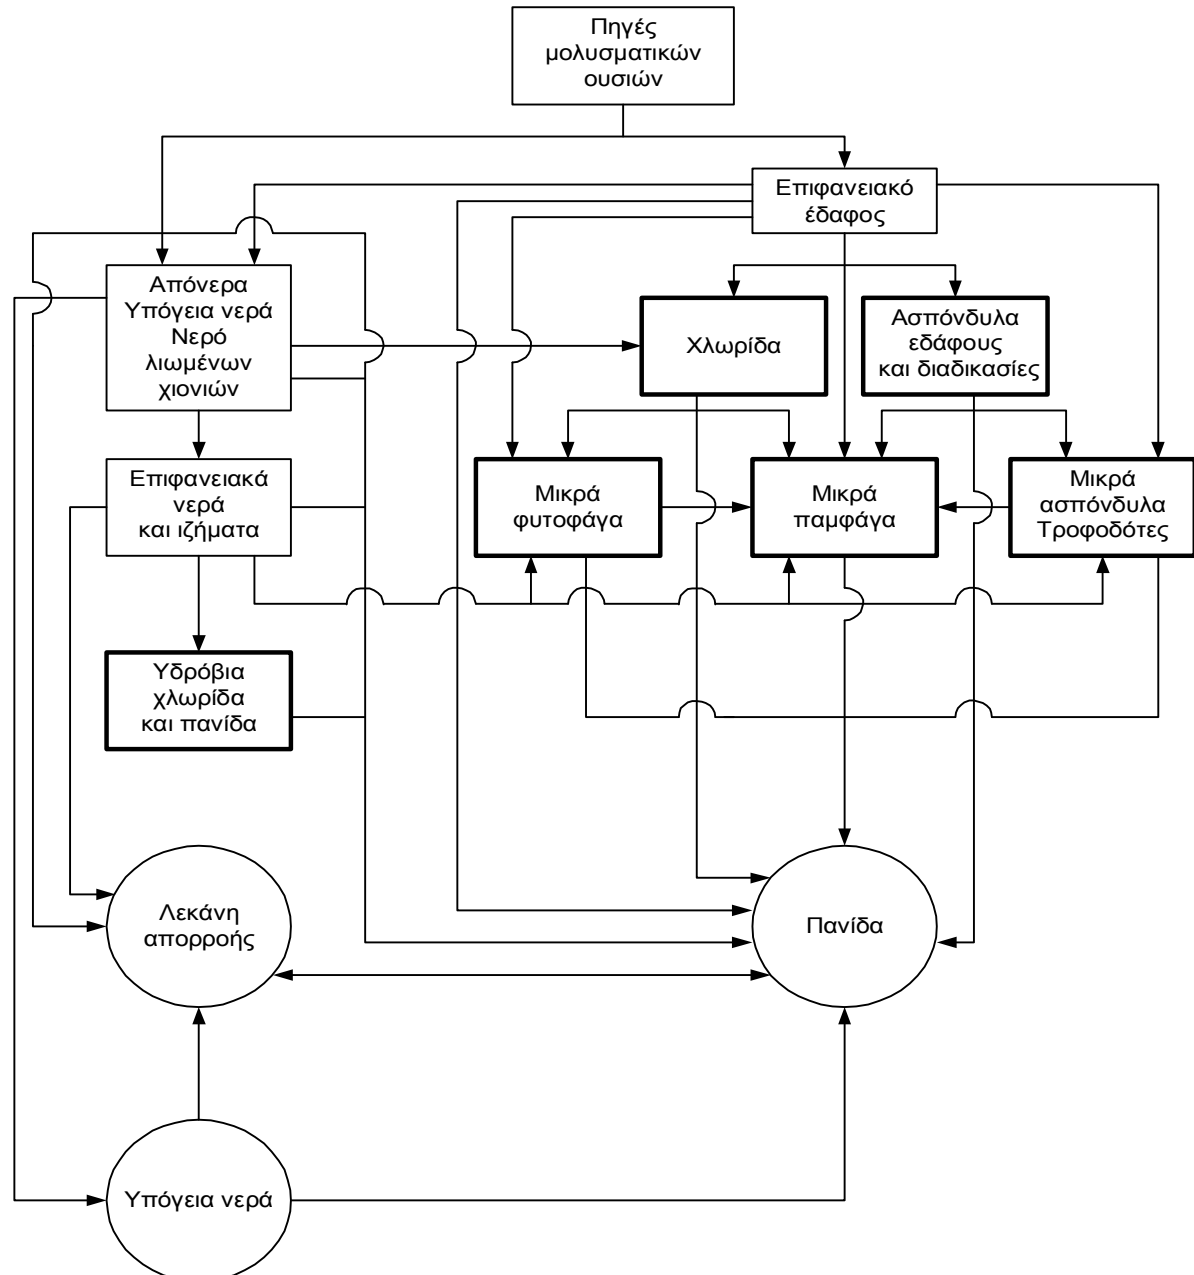 Πηγές
μολυσματικών
ουσιών
Επιφανειακό
έδαφος
Απόνερα
Υπόγεια νερά
Νερό
λιωμένων
χιονιών
Χλωρίδα
Ασπόνδυλα
εδάφους
και διαδικασίες
Επιφανειακά
νερά
και ιζήματα
Μικρά
φυτοφάγα
Μικρά
παμφάγα
Μικρά
ασπόνδυλα
Τροφοδότες
Υδρόβια
χλωρίδα
και πανίδα
Λεκάνη
απορροής
Πανίδα
Υπόγεια νερά